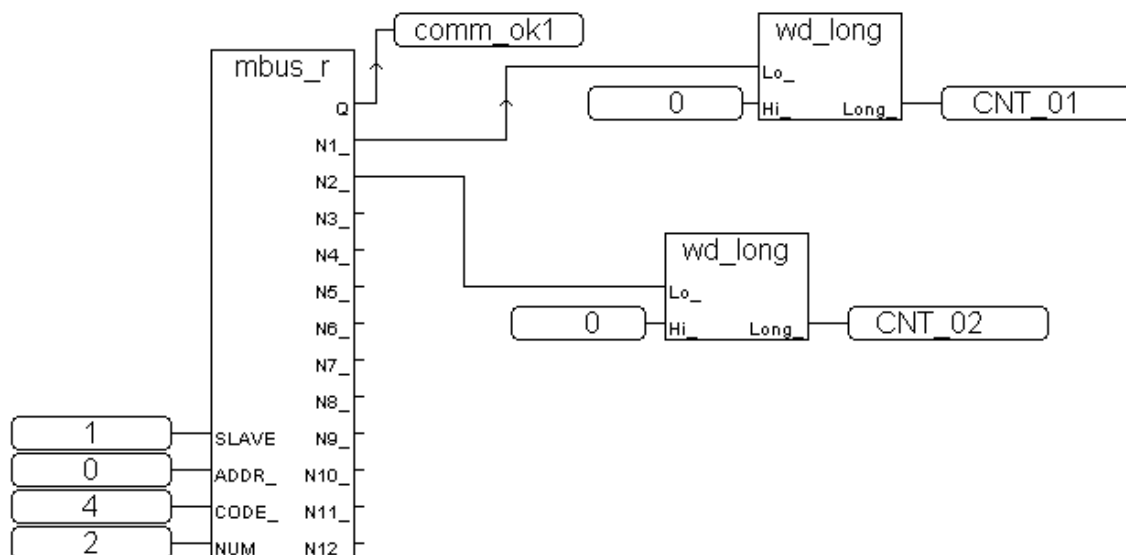 comm_ok1
wd_long
mbus_r
Lo_
Q
0
Hi_ Long_
CNT_01
N1_
N2_
N3_
wd_long
N4_
N5_
Lo_
0
N6_
Hi_ Long_
CNT_02
N7_
N8_
1
SLAVE N9_
0
ADDR_ N10_
4
CODE_ N11_
2
NUM N12